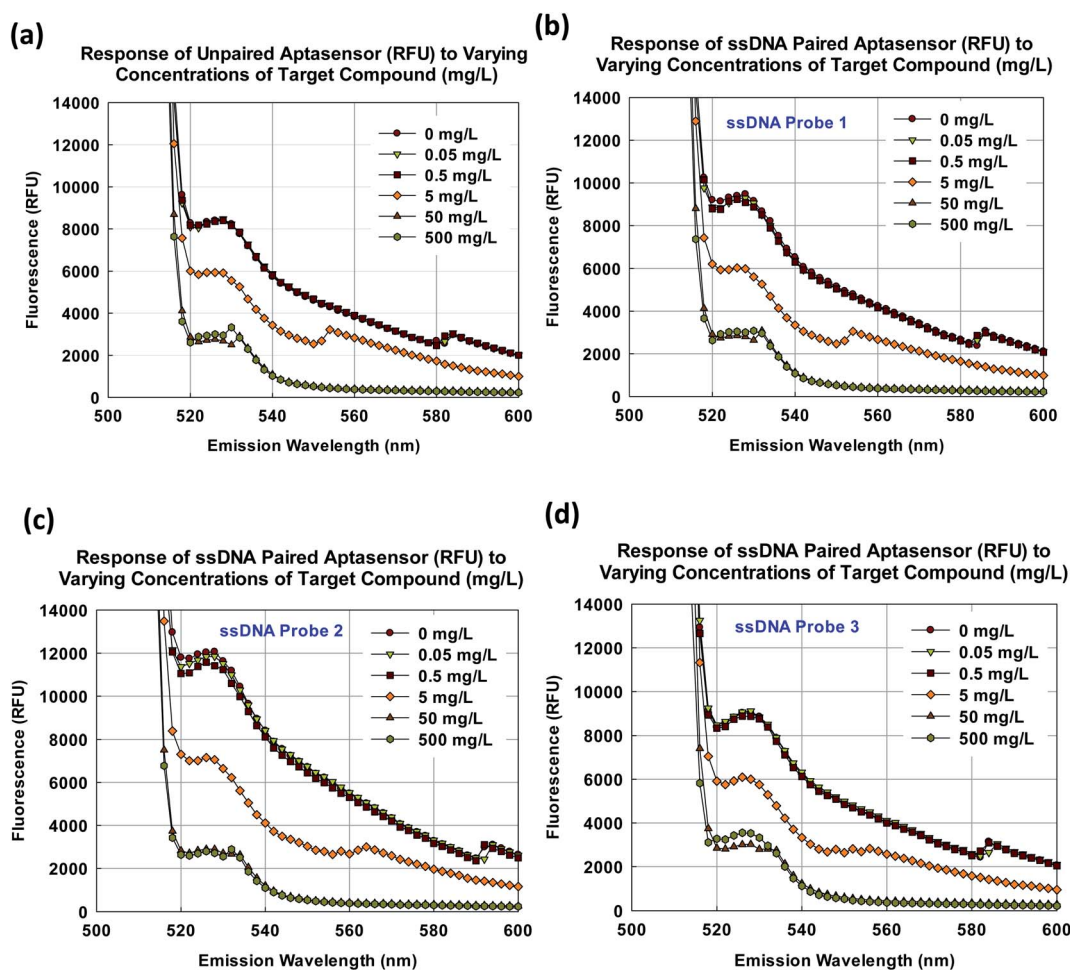 (a)
Response of Unpaired Aptasensor (RFU) to Varying
Concentrations of Target Compound (mg/L)
14000
12000
10000
8000
6000
4000
2000
0
Fluorescence (RFU)
0 mg/L
0.05 mg/L
0.5 mg/L
5 mg/L
50 mg/L
500 mg/L
500
520
540
560
580
600
Emission Wavelength (nm)
(b)
Response of ssDNA Paired Aptasensor (RFU) to
Varying Concentrations of Target Compound (mg/L)
14000
12000
10000
8000
6000
4000
2000
0
Fluorescence (RFU)
ssDNA Probe 1
0 mg/L
0.05 mg/L
0.5 mg/L
5 mg/L
50 mg/L
500 mg/L
500
520
540
560
580
600
Emission Wavelength (nm)
(c)
Response of ssDNA Paired Aptasensor (RFU) to
Varying Concentrations of Target Compound (mg/L)
14000
12000
10000
8000
6000
4000
2000
0
Fluorescence (RFU)
ssDNA Probe 2
0 mg/L
0.05 mg/L
0.5 mg/L
5 mg/L
50 mg/L
500 mg/L
500
520
540
560
580
600
Emission Wavelength (nm)
(d)
Response of ssDNA Paired Aptasensor (RFU) to
Varying Concentrations of Target Compound (mg/L)
14000
12000
10000
8000
6000
4000
2000
0
Fluorescence (RFU)
ssDNA Probe 3
0 mg/L
0.05 mg/L
0.5 mg/L
5 mg/L
50 mg/L
500 mg/L
500
520
540
560
580
600
Emission Wavelength (nm)